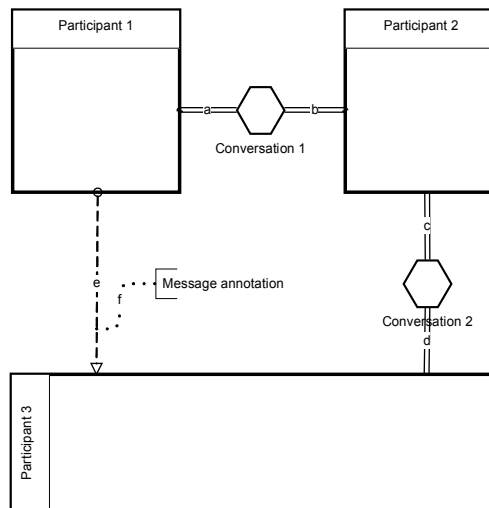 Participant 1
Participant 2
a
b
Conversation 1
c
e
f
Message annotation
Conversation 2
d
Participant 3